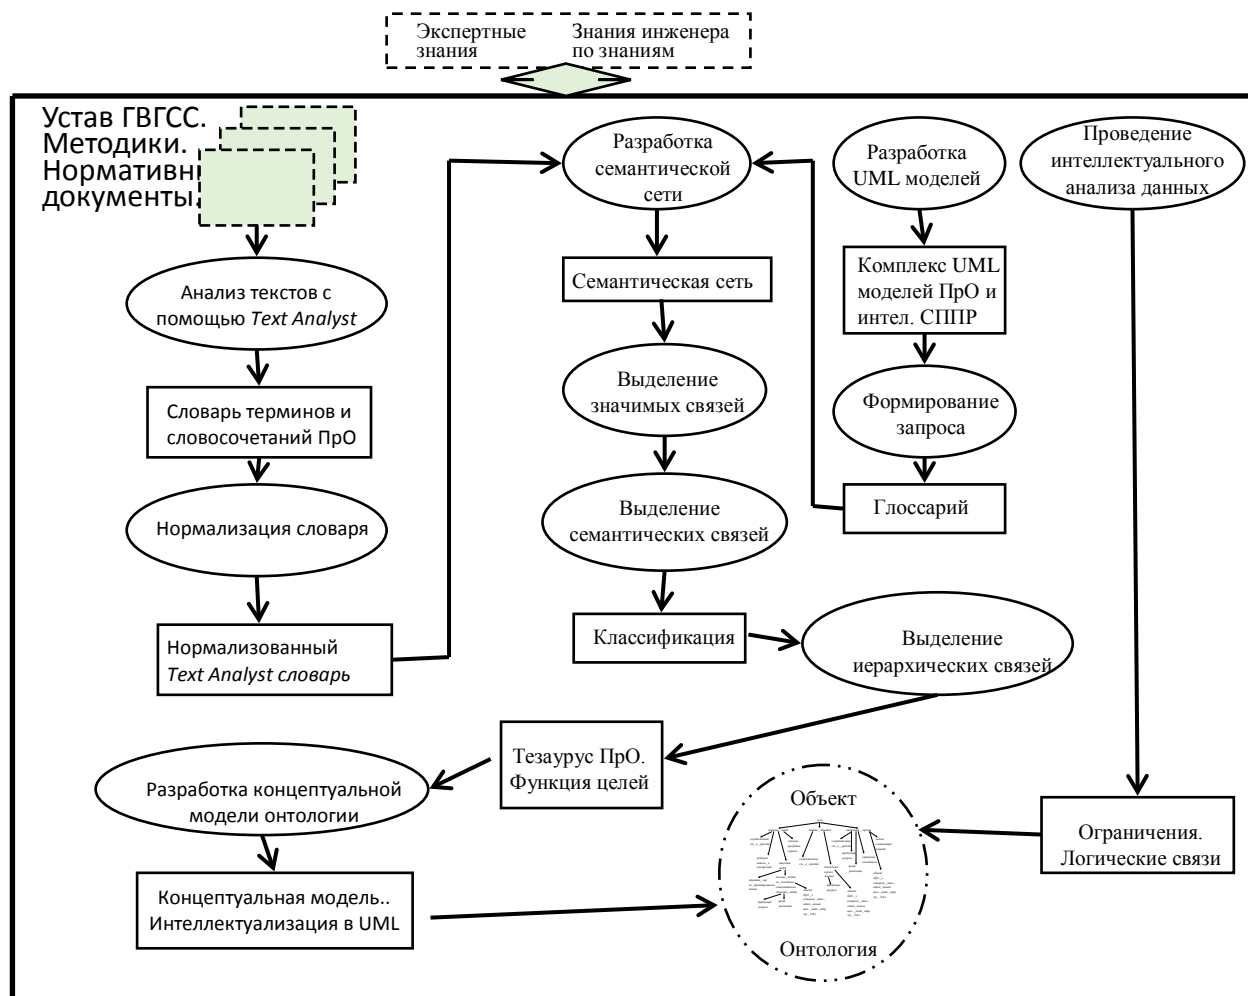 Экспертные
знания
Знания инженера
по знаниям
Устав ГВГСС.
Методики.
Нормативн
документы.
Анализ текстов с
помощью Text Analyst
Словарь терминов и
словосочетаний ПрО
Нормализация словаря
Нормализованный
Text Analyst словарь
Разработка
семантической
сети
Семантическая сеть
Выделение
значимых связей
Выделение
семантических связей
Классификация
Разработка
UML моделей
Комплекс UML
моделей ПрО и
интел. СППР
Формирование
запроса
Глоссарий
Проведение
интеллектуального
анализа данных
Выделение
иерархических связей
Тезаурус ПрО.
Функция целей
Разработка концептуальной
модели онтологии
Концептуальная модель..
Интеллектуализация в UML
Объект
Онтология
Ограничения.
Логические связи